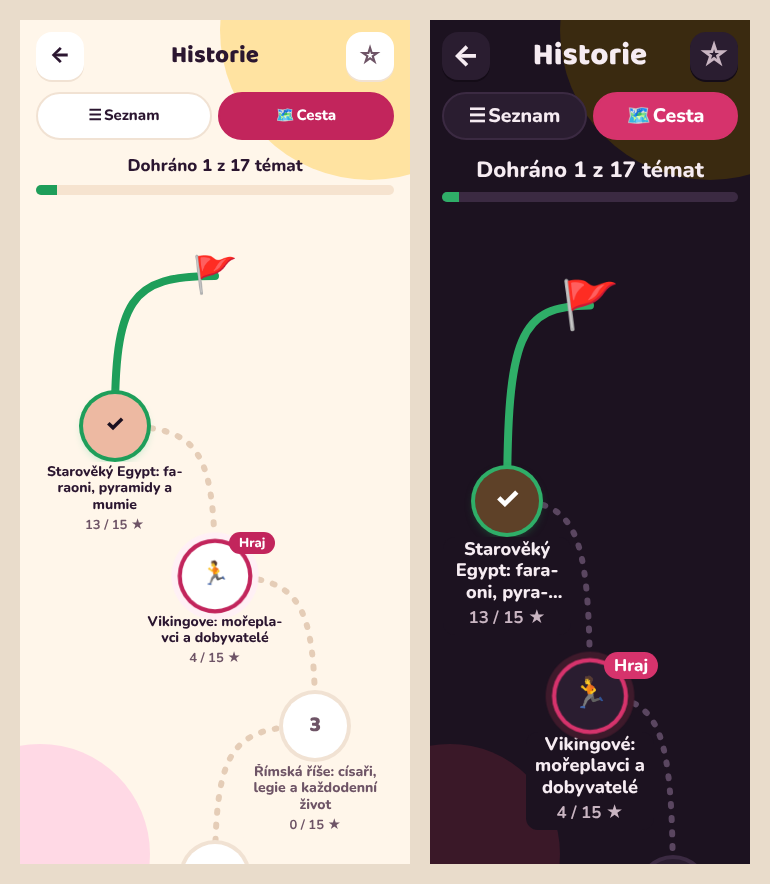 Historie
☰ Seznam
🗺️ Cesta
Dohráno 1 z 17 témat
Starověký Egypt: fa-
raoni, pyramidy a
mumie
13 / 15 ★
Hraj
Vikingove: mořepla-
vci a dobyvatelé
4 / 15 ★
3
Římská říše: císaři,
legie a každodenní
život
0 / 15 ★
Historie
☰ Seznam
🗺️ Cesta
Dohráno 1 z 17 témat
Starověký
Egypt: fara-
oni, pyra-...
13 / 15 ★
Hraj
Vikingové:
mořeplavci a
dobyvatelé
4 / 15 ★